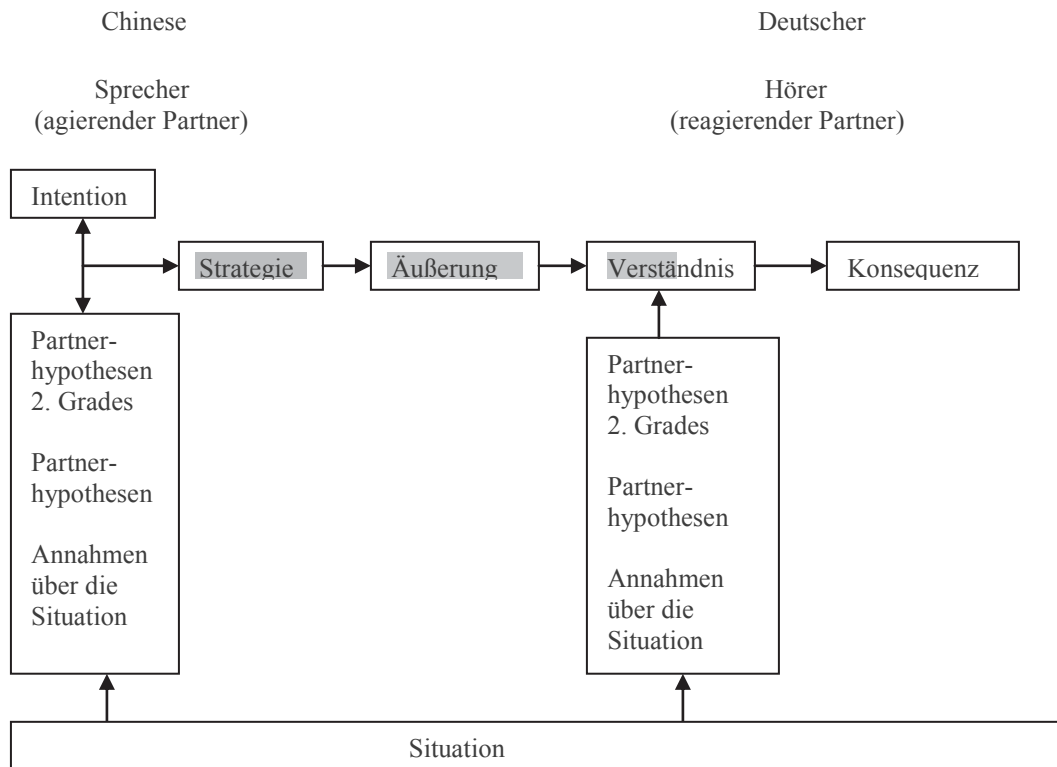 Chinese
Deutscher
Sprecher
(agierender Partner)
Hörer
(reagierender Partner)
Intention
Strategie
Äußerung
Verständnis
Konsequenz
Partner-
hypothesen
2. Grades
Partner-
hypothesen
Annahmen
über die
Situation
Partner-
hypothesen
2. Grades
Partner-
hypothesen
Annahmen
über die
Situation
Situation